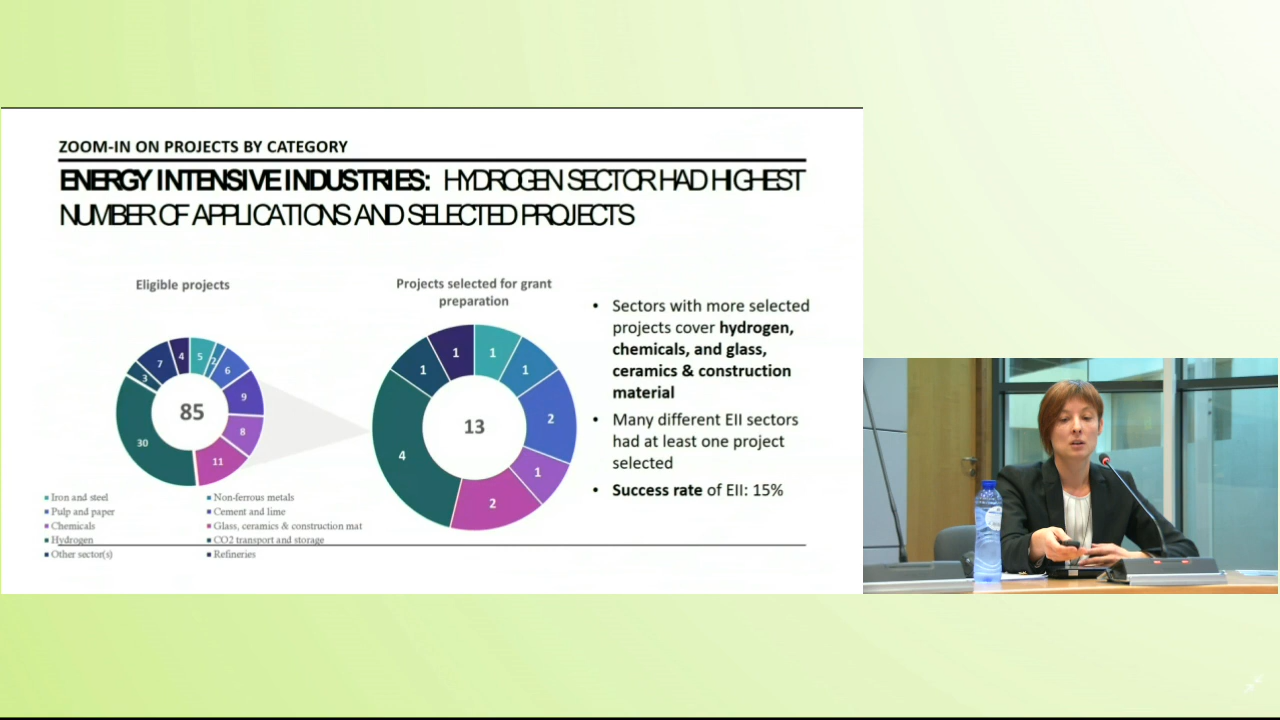 ZOOM-IN ON PROJECTS BY CATEGORY
ENERGY INTENSIVE INDUSTRIES: HYDROGEN SECTOR HAD HIGHEST
NUMBER OF APPLICATIONS AND SELECTED PROJECTS
Eligible projects
4
5
2
7
6
3
9
85
8
30
11
Projects selected for grant
preparation
1
1
1
1
2
13
4
1
2
• Sectors with more selected
projects cover hydrogen,
chemicals, and glass,
ceramics & construction
material
• Many different EII sectors
had at least one project
selected
• Success rate of EII: 15%
Iron and steel
Non-ferrous metals
Pulp and paper
Cement and lime
Chemicals
Glass, ceramics & construction mat
Hydrogen
CO2 transport and storage
Other sector(s)
Refineries